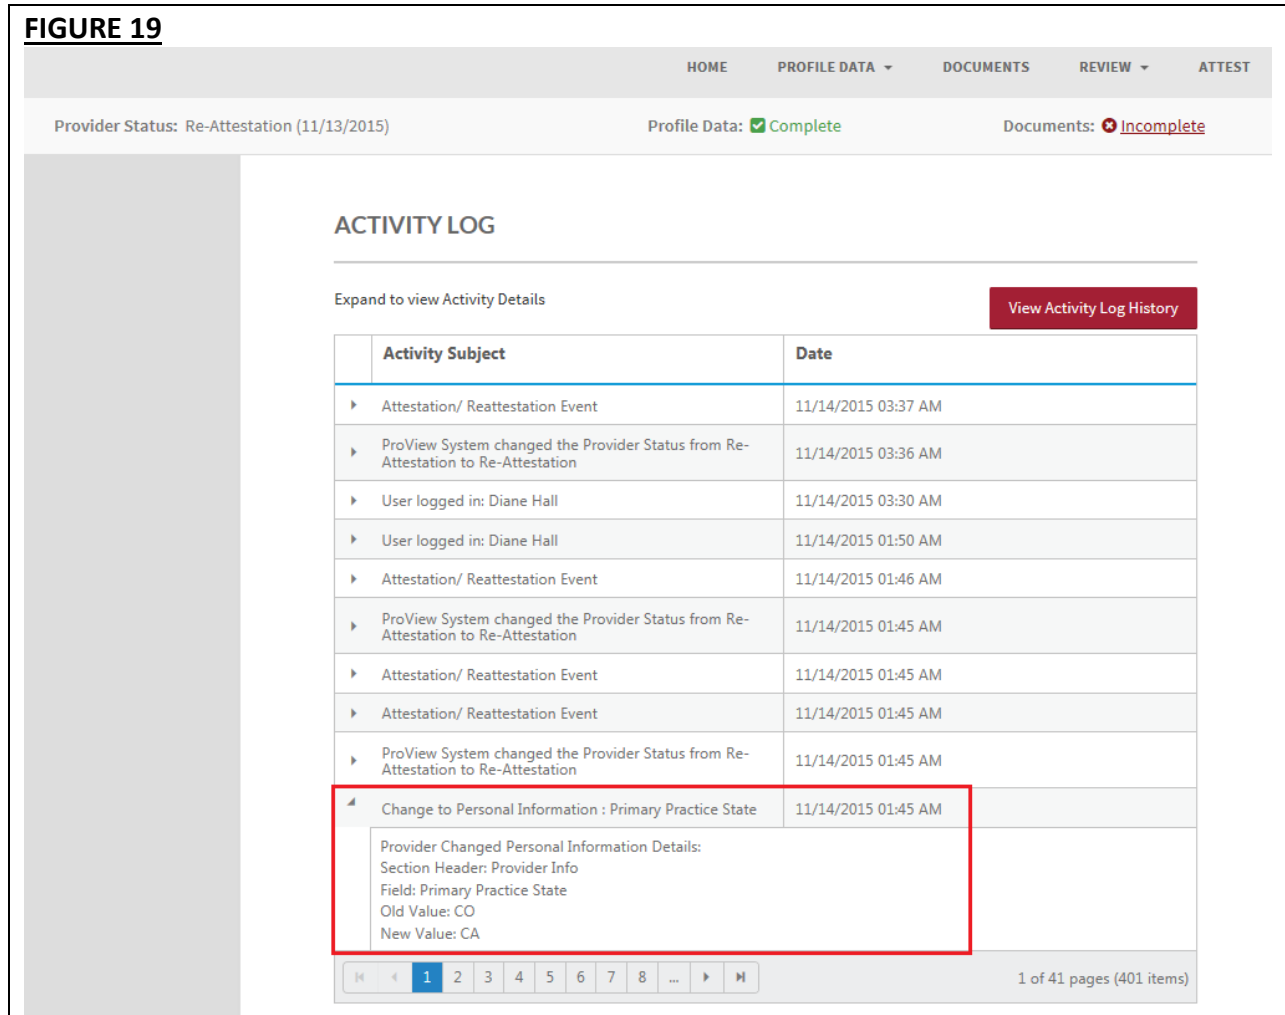 FIGURE 19
HOME PROFILE DATA DOCUMENTS REVIEW ATTEST
Provider Status: Re-Attestation (11/13/2015) Profile Data: Complete Documents: Incomplete
ACTIVITY LOG
Expand to view Activity Details
View Activity Log History
Activity Subject Date
Attestation/ Reattestation Event 11/14/2015 03:37 AM
ProView System changed the Provider Status from Re-
Attestation to Re-Attestation 11/14/2015 03:36 AM
User logged in: Diane Hall 11/14/2015 03:30 AM
User logged in: Diane Hall 11/14/2015 01:50 AM
Attestation/ Reattestation Event 11/14/2015 01:46 AM
ProView System changed the Provider Status from Re-
Attestation to Re-Attestation 11/14/2015 01:45 AM
Attestation/ Reattestation Event 11/14/2015 01:45 AM
Attestation/ Reattestation Event 11/14/2015 01:45 AM
ProView System changed the Provider Status from Re-
Attestation to Re-Attestation 11/14/2015 01:45 AM
Change to Personal Information : Primary Practice State 11/14/2015 01:45 AM
Provider Changed Personal Information Details:
Section Header: Provider Info
Field: Primary Practice State
Old Value: CO
New Value: CA
1 2 3 4 5 6 7 8 ... 1 of 41 pages (401 items)